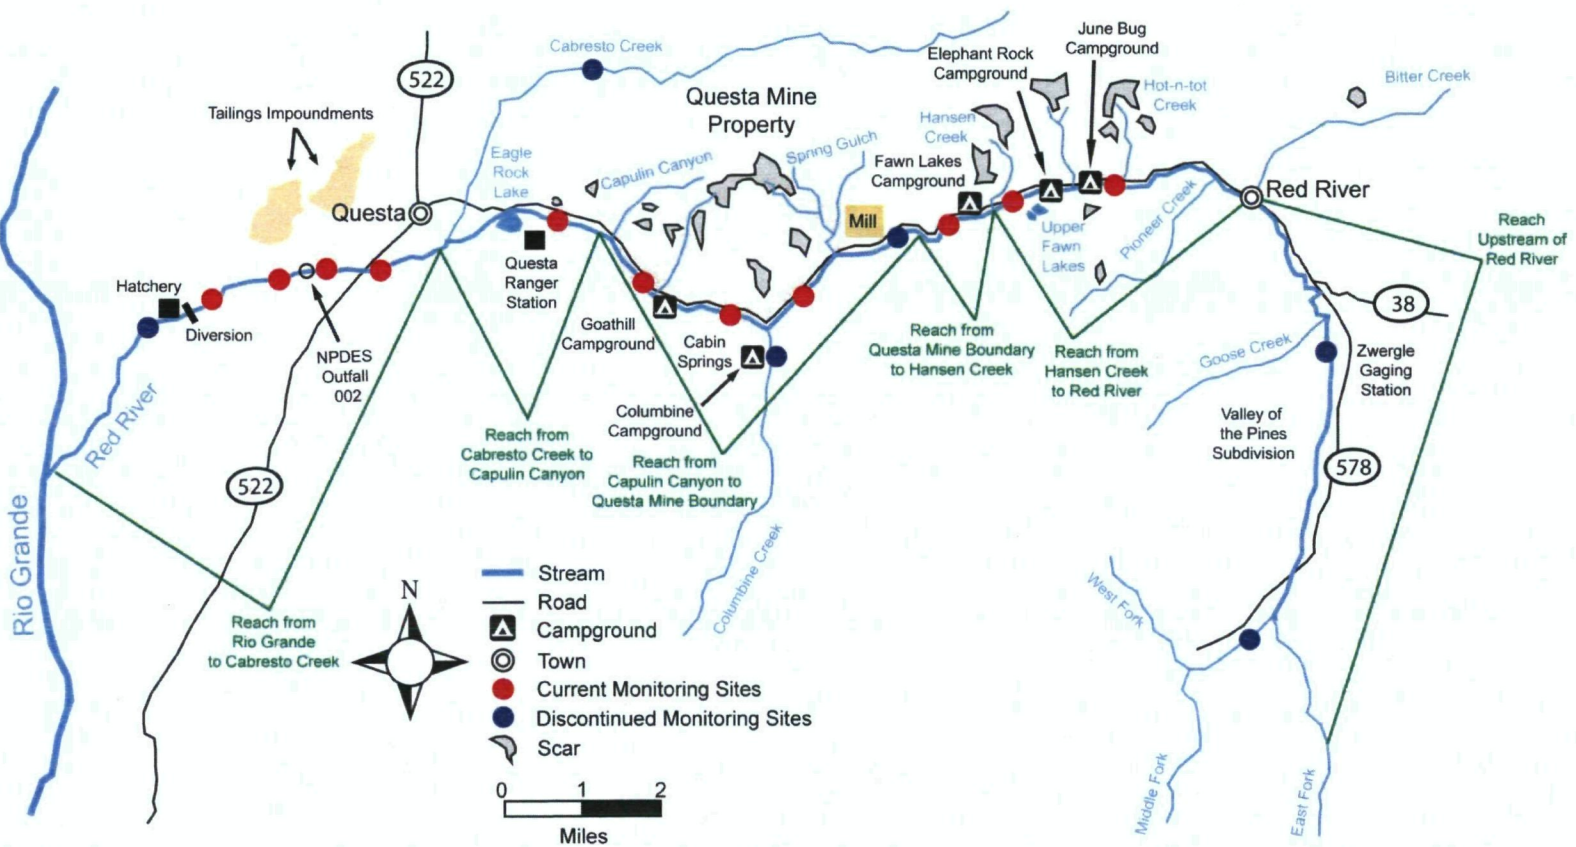 Cabresto Creek
522
Tailings Impoundments
Questa Mine
Property
Elephant Rock
Campground
June Bug
Campground
Hot-n-tot
Creek
Bitter Creek
Hansen
Creek
Eagle
Rock
Lake
Capulin Canyon
Spring Gulch
Fawn Lakes
Campground
Questa
Mill
Red River
Upper
Fawn
Lakes
Pioneer Creek
Reach
Upstream of
Red River
Hatchery
Diversion
NPDES
Outfall
002
Questa
Ranger
Station
Goathill
Campground
Cabin
Springs
Columbine
Campground
Reach from
Questa Mine Boundary
to Hansen Creek
Reach from
Hansen Creek
to Red River
38
Goose Creek
Zwergle
Gaging
Station
Valley of
the Pines
Subdivision
578
Red River
Reach from
Cabresto Creek to
Capulin Canyon
Reach from
Capulin Canyon to
Questa Mine Boundary
522
Rio Grande
Columbine Creek
Reach from
Rio Grande
to Cabresto Creek
West Fork
Middle Fork
East Fork
N
Stream
Road
Campground
Town
Current Monitoring Sites
Discontinued Monitoring Sites
Scar
0 1 2
Miles